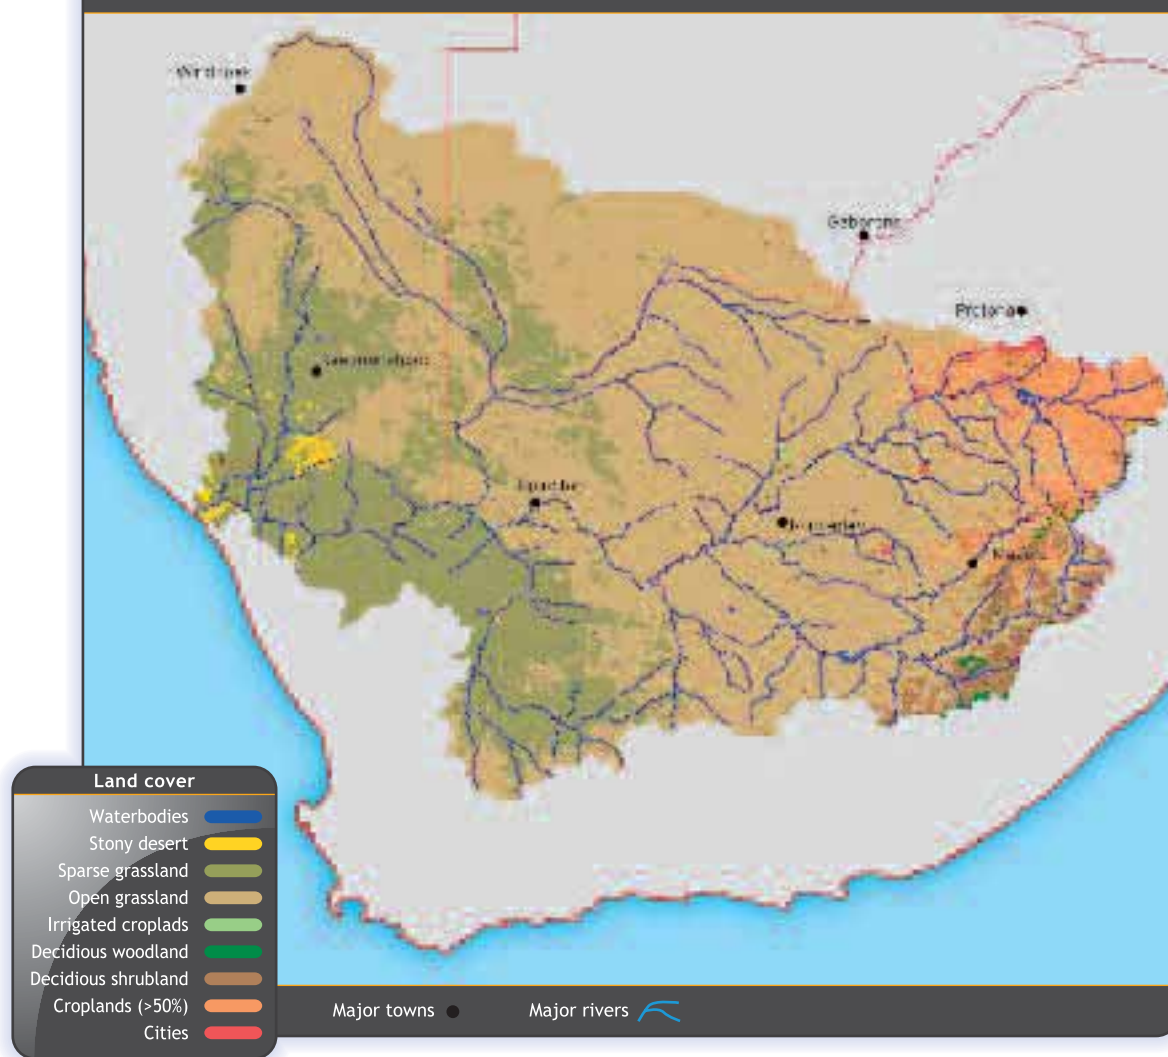 Gaborone
Pretoria
Kimberley
Land cover
Waterbodies
Stony desert
Sparse grassland
Open grassland
Irrigated croplads
Decidious woodland
Decidious shrubland
Croplands (>50%)
Cities
Major towns
Major rivers